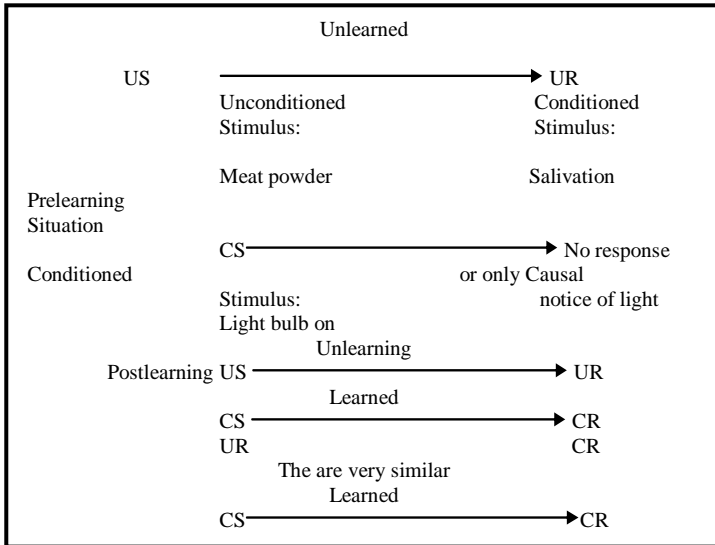 Unlearned
US UR
Unconditioned Conditioned
Stimulus: Stimulus:
Meat powder Salivation
Prelearning
Situation
CS No response
Conditioned or only Causal
Stimulus: notice of light
Light bulb on
Unlearning
Postlearning US UR
Learned
CS CR
UR CR
The are very similar
Learned
CS CR